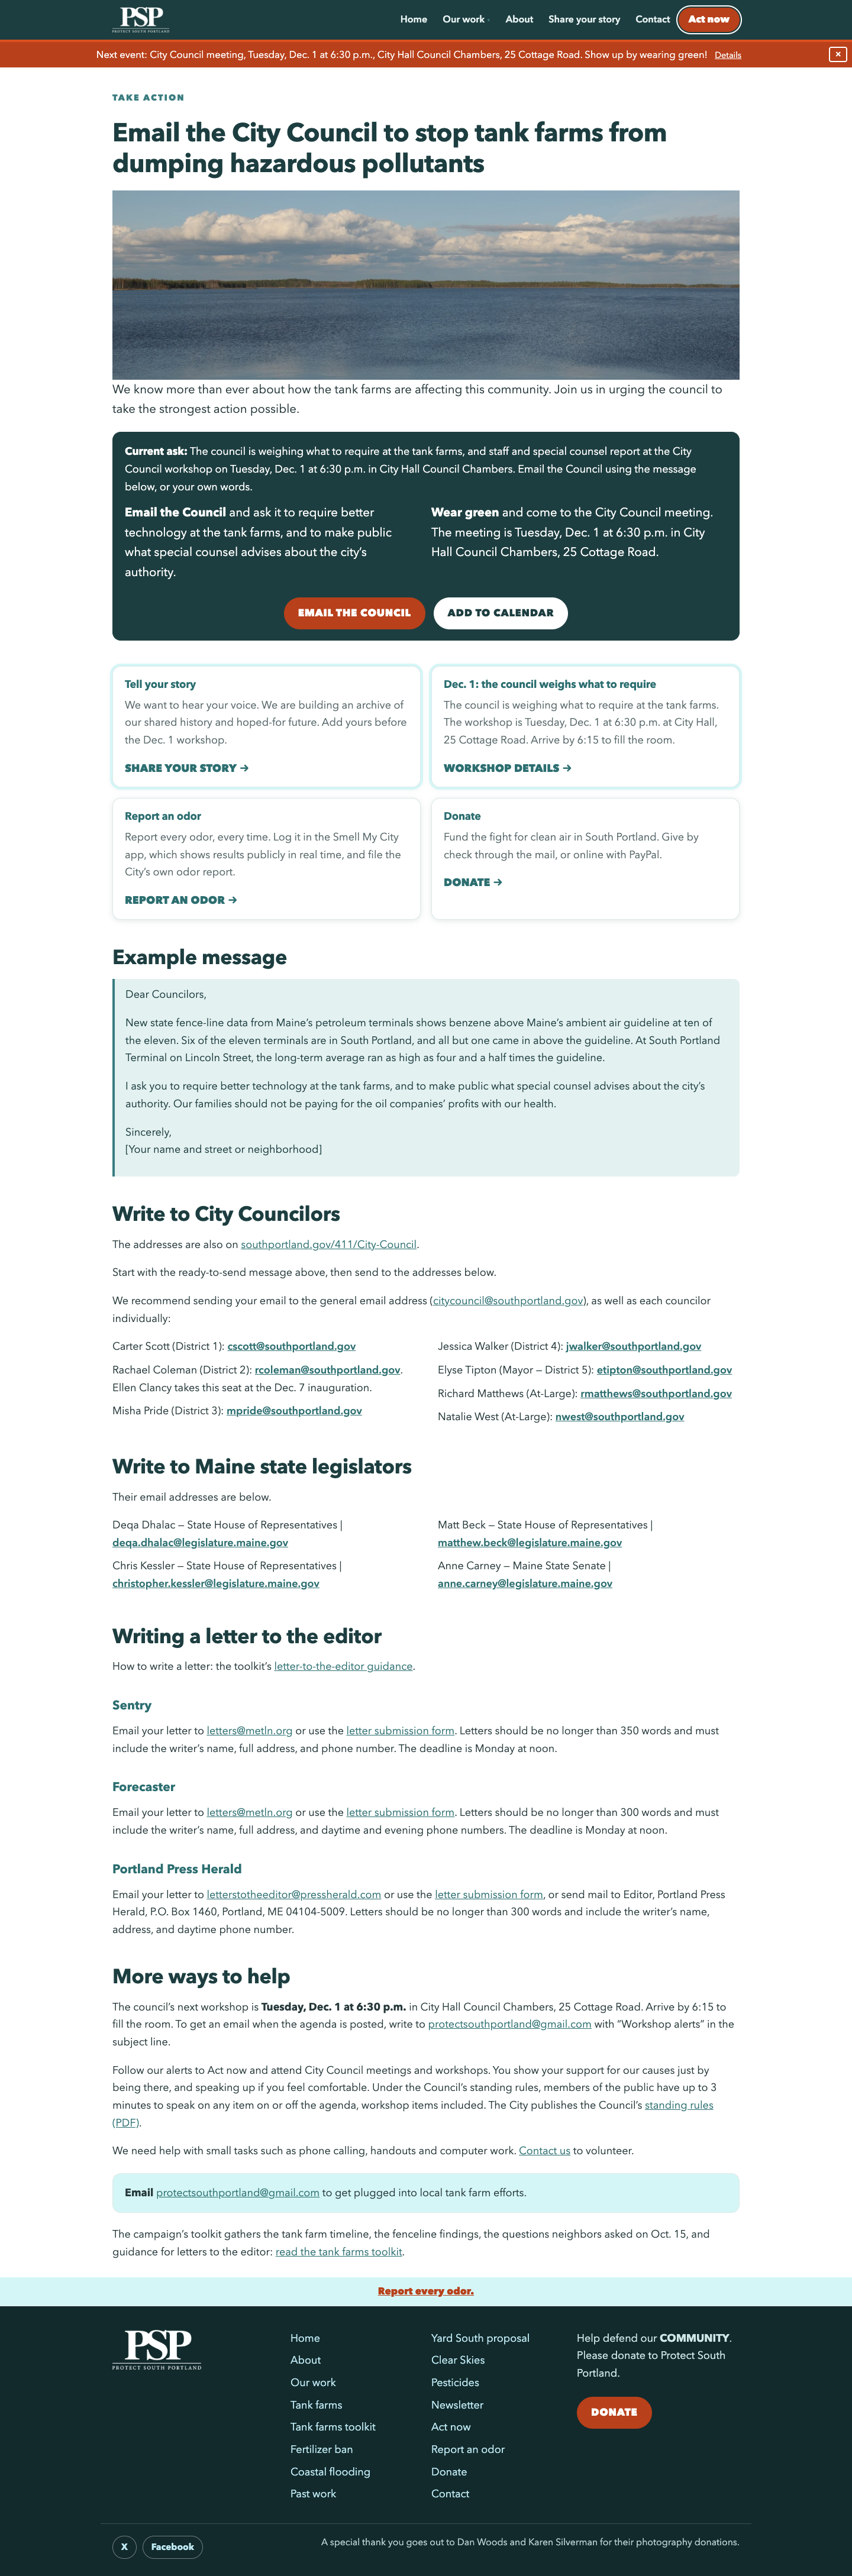 PSP
PROTECT SOUTH PORTLAND
Home
Our work
About
Share your story
Contact
Act now
Next event: City Council meeting, Tuesday, Dec. 1 at 6:30 p.m., City Hall Council Chambers, 25 Cottage Road. Show up by wearing green! Details
×
TAKE ACTION
Email the City Council to stop tank farms from
dumping hazardous pollutants
We know more than ever about how the tank farms are affecting this community. Join us in urging the council to
take the strongest action possible.
Current ask: The council is weighing what to require at the tank farms, and staff and special counsel report at the City
Council workshop on Tuesday, Dec. 1 at 6:30 p.m. in City Hall Council Chambers. Email the Council using the message
below, or your own words.
Email the Council and ask it to require better
technology at the tank farms, and to make public
what special counsel advises about the city’s
authority.
Wear green and come to the City Council meeting.
The meeting is Tuesday, Dec. 1 at 6:30 p.m. in City
Hall Council Chambers, 25 Cottage Road.
EMAIL THE COUNCIL
ADD TO CALENDAR
Tell your story
We want to hear your voice. We are building an archive of
our shared history and hoped-for future. Add yours before
the Dec. 1 workshop.
SHARE YOUR STORY →
Dec. 1: the council weighs what to require
The council is weighing what to require at the tank farms.
The workshop is Tuesday, Dec. 1 at 6:30 p.m. at City Hall,
25 Cottage Road. Arrive by 6:15 to fill the room.
WORKSHOP DETAILS →
Report an odor
Report every odor, every time. Log it in the Smell My City
app, which shows results publicly in real time, and file the
City’s own odor report.
REPORT AN ODOR →
Donate
Fund the fight for clean air in South Portland. Give by
check through the mail, or online with PayPal.
DONATE →
Example message
Dear Councilors,
New state fence-line data from Maine’s petroleum terminals shows benzene above Maine’s ambient air guideline at ten of
the eleven. Six of the eleven terminals are in South Portland, and all but one came in above the guideline. At South Portland
Terminal on Lincoln Street, the long-term average ran as high as four and a half times the guideline.
I ask you to require better technology at the tank farms, and to make public what special counsel advises about the city’s
authority. Our families should not be paying for the oil companies’ profits with our health.
Sincerely,
[Your name and street or neighborhood]
Write to City Councilors
The addresses are also on southportland.gov/411/City-Council.
Start with the ready-to-send message above, then send to the addresses below.
We recommend sending your email to the general email address (citycouncil@southportland.gov), as well as each councilor
individually:
Carter Scott (District 1): cscott@southportland.gov
Rachael Coleman (District 2): rcoleman@southportland.gov.
Ellen Clancy takes this seat at the Dec. 7 inauguration.
Misha Pride (District 3): mpride@southportland.gov
Jessica Walker (District 4): jwalker@southportland.gov
Elyse Tipton (Mayor – District 5): etipton@southportland.gov
Richard Matthews (At-Large): rmatthews@southportland.gov
Natalie West (At-Large): nwest@southportland.gov
Write to Maine state legislators
Their email addresses are below.
Deqa Dhalac – State House of Representatives |
deqa.dhalac@legislature.maine.gov
Chris Kessler – State House of Representatives |
christopher.kessler@legislature.maine.gov
Matt Beck – State House of Representatives |
matthew.beck@legislature.maine.gov
Anne Carney – Maine State Senate |
anne.carney@legislature.maine.gov
Writing a letter to the editor
How to write a letter: the toolkit’s letter-to-the-editor guidance.
Sentry
Email your letter to letters@metln.org or use the letter submission form. Letters should be no longer than 350 words and must
include the writer’s name, full address, and phone number. The deadline is Monday at noon.
Forecaster
Email your letter to letters@metln.org or use the letter submission form. Letters should be no longer than 300 words and must
include the writer’s name, full address, and daytime and evening phone numbers. The deadline is Monday at noon.
Portland Press Herald
Email your letter to letterstotheeditor@pressherald.com or use the letter submission form, or send mail to Editor, Portland Press
Herald, P.O. Box 1460, Portland, ME 04104-5009. Letters should be no longer than 300 words and include the writer’s name,
address, and daytime phone number.
More ways to help
The council’s next workshop is Tuesday, Dec. 1 at 6:30 p.m. in City Hall Council Chambers, 25 Cottage Road. Arrive by 6:15 to
fill the room. To get an email when the agenda is posted, write to protectsouthportland@gmail.com with “Workshop alerts” in the
subject line.
Follow our alerts to Act now and attend City Council meetings and workshops. You show your support for our causes just by
being there, and speaking up if you feel comfortable. Under the Council’s standing rules, members of the public have up to 3
minutes to speak on any item on or off the agenda, workshop items included. The City publishes the Council’s standing rules
(PDF).
We need help with small tasks such as phone calling, handouts and computer work. Contact us to volunteer.
Email protectsouthportland@gmail.com to get plugged into local tank farm efforts.
The campaign’s toolkit gathers the tank farm timeline, the fenceline findings, the questions neighbors asked on Oct. 15, and
guidance for letters to the editor: read the tank farms toolkit.
Report every odor.
PSP
PROTECT SOUTH PORTLAND
Home
About
Our work
Tank farms
Tank farms toolkit
Fertilizer ban
Coastal flooding
Past work
Yard South proposal
Clear Skies
Pesticides
Newsletter
Act now
Report an odor
Donate
Contact
Help defend our COMMUNITY.
Please donate to Protect South
Portland.
DONATE
X
Facebook
A special thank you goes out to Dan Woods and Karen Silverman for their photography donations.